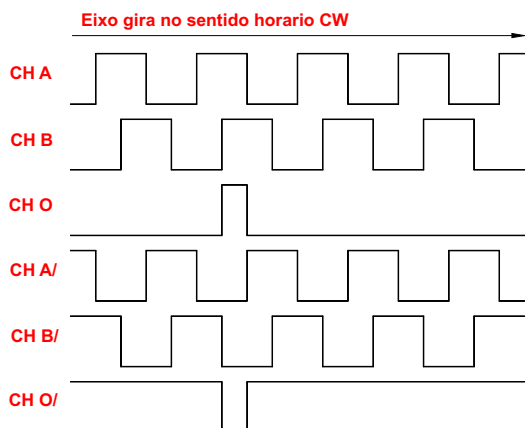 Eixo gira no sentido horario CW
CH A
CH B
CH O
CH A/
CH B/
CH O/